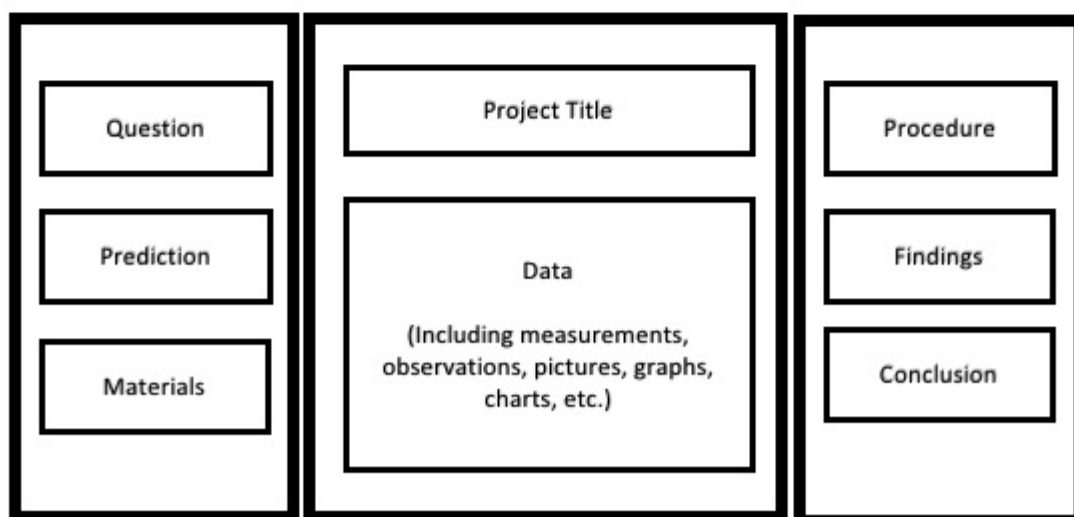 Question
Prediction
Materials
Project Title
Data
(Including measurements,
observations, pictures, graphs,
charts, etc.)
Procedure
Findings
Conclusion